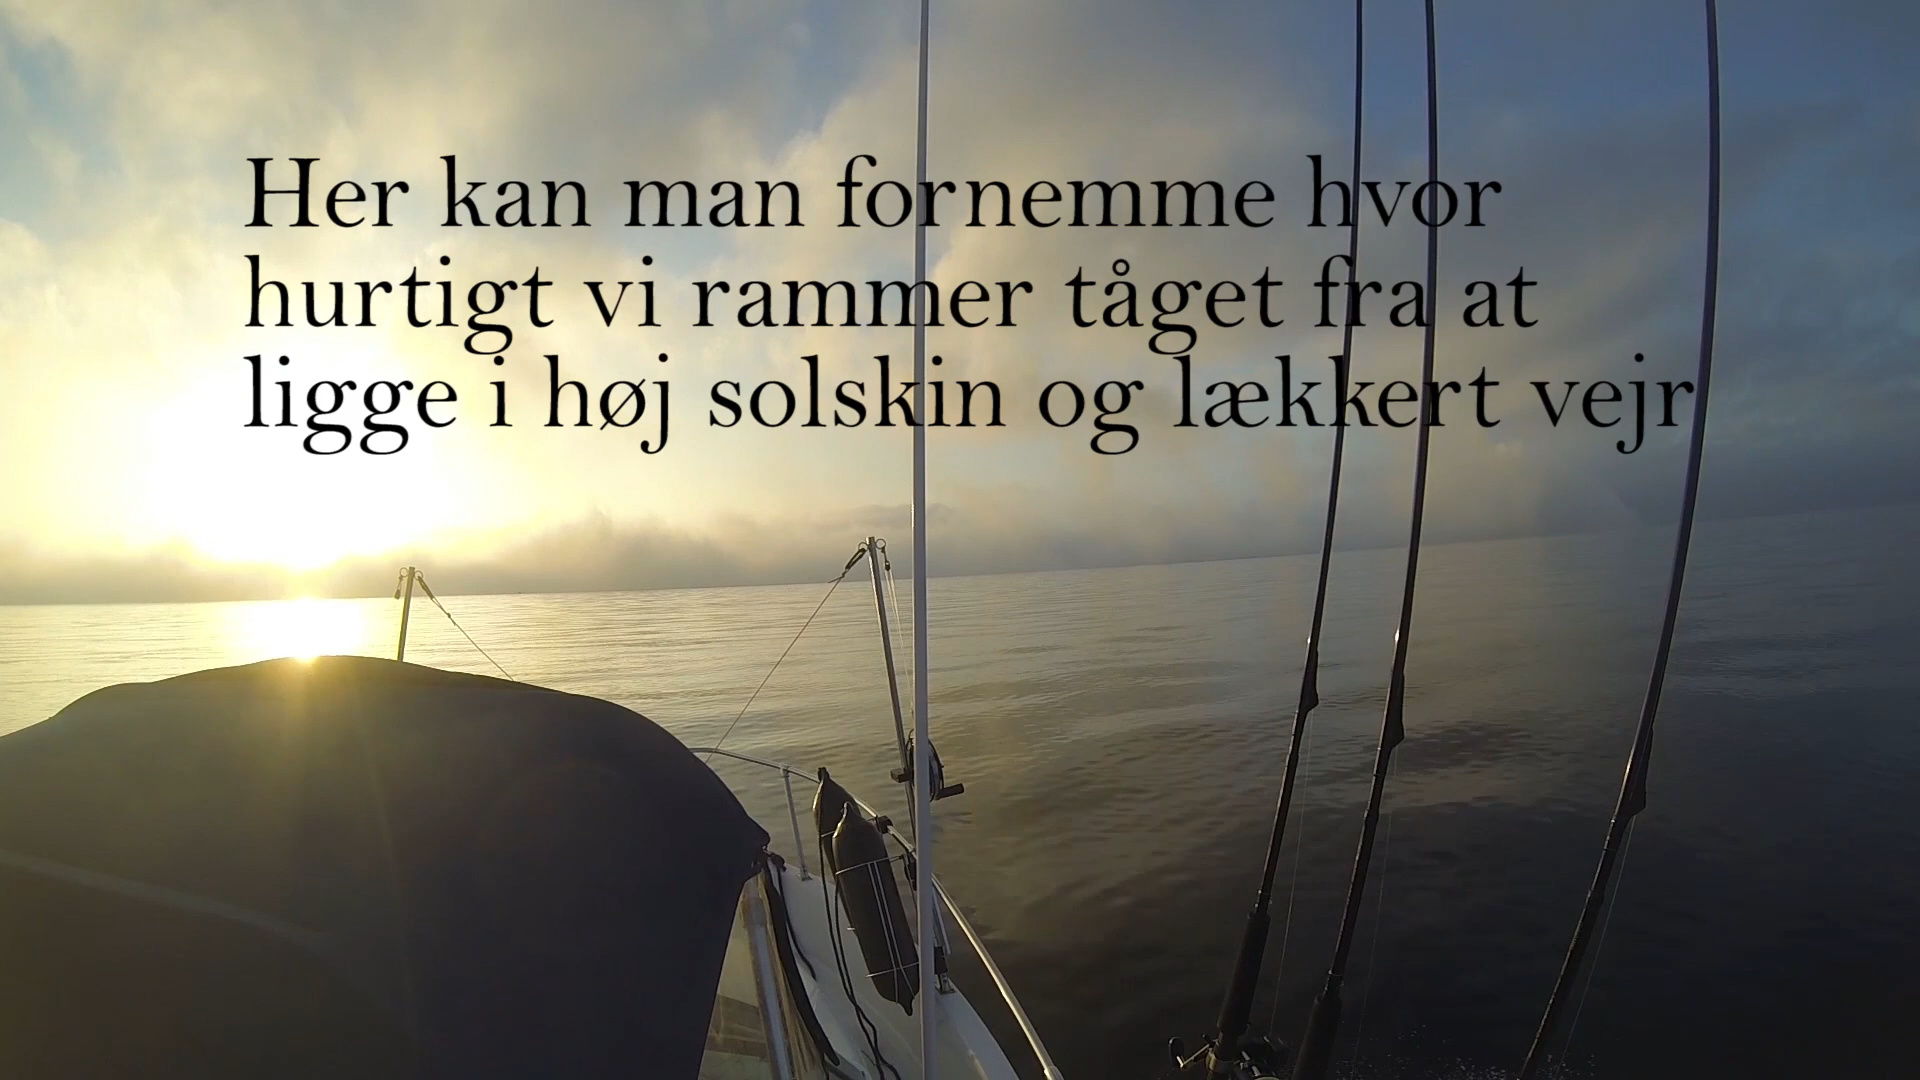 Her kan man fornemme hvor
hurtigt vi rammer tåget fra at
ligge i høj solskin og lækkert vejr